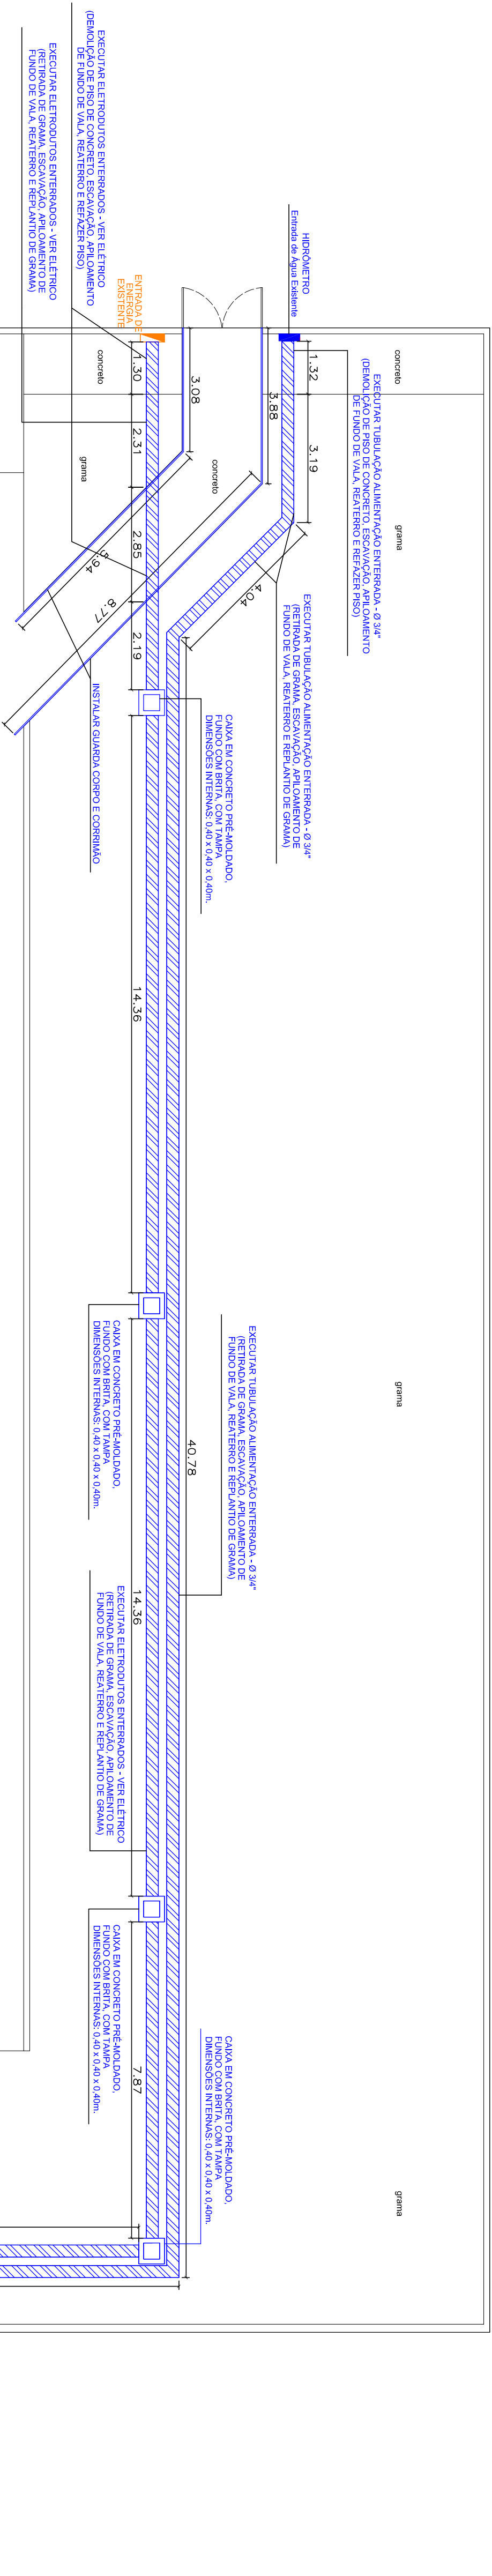 HIDRÔMETRO
Entrada de Água Existente
EXECUTAR TUBULAÇÃO ALIMENTAÇÃO ENTERRADA - Ø 3/4"
(DEMOLIÇÃO DE PISO DE CONCRETO, ESCAVAÇÃO, APILOAMENTO
DE FUNDO DE VALA, REATERRO E REFAZER PISO)
concreto
grama
grama
grama
1.32
3.19
EXECUTAR TUBULAÇÃO ALIMENTAÇÃO ENTERRADA - Ø 3/4"
(RETIRADA DE GRAMA, ESCAVAÇÃO, APILOAMENTO DE
FUNDO DE VALA, REATERRO E REPLANTIO DE GRAMA)
3.88
4.04
EXECUTAR TUBULAÇÃO ALIMENTAÇÃO ENTERRADA - Ø 3/4"
(RETIRADA DE GRAMA, ESCAVAÇÃO, APILOAMENTO DE
FUNDO DE VALA, REATERRO E REPLANTIO DE GRAMA)
CAIXA EM CONCRETO PRÉ-MOLDADO,
FUNDO COM BRITA, COM TAMPA
DIMENSÕES INTERNAS: 0,40 x 0,40 x 0,40m.
CAIXA EM CONCRETO PRÉ-MOLDADO,
FUNDO COM BRITA, COM TAMPA
DIMENSÕES INTERNAS: 0,40 x 0,40 x 0,40m.
concreto
3.08
40.78
ENTRADA DE
ENERGIA
EXISTENTE
1.30
2.31
2.85
2.19
14.36
14.36
7.87
5.94
8.77
concreto
grama
CAIXA EM CONCRETO PRÉ-MOLDADO,
FUNDO COM BRITA, COM TAMPA
DIMENSÕES INTERNAS: 0,40 x 0,40 x 0,40m.
EXECUTAR ELETRODUTOS ENTERRADOS - VER ELÉTRICO
(RETIRADA DE GRAMA, ESCAVAÇÃO, APILOAMENTO DE
FUNDO DE VALA, REATERRO E REPLANTIO DE GRAMA)
CAIXA EM CONCRETO PRÉ-MOLDADO,
FUNDO COM BRITA, COM TAMPA
DIMENSÕES INTERNAS: 0,40 x 0,40 x 0,40m.
INSTALAR GUARDA CORPO E CORRIMÃO
EXECUTAR ELETRODUTOS ENTERRADOS - VER ELÉTRICO
(DEMOLIÇÃO DE PISO DE CONCRETO, ESCAVAÇÃO, APILOAMENTO
DE FUNDO DE VALA, REATERRO E REFAZER PISO)
EXECUTAR ELETRODUTOS ENTERRADOS - VER ELÉTRICO
(RETIRADA DE GRAMA, ESCAVAÇÃO, APILOAMENTO DE
FUNDO DE VALA, REATERRO E REPLANTIO DE GRAMA)